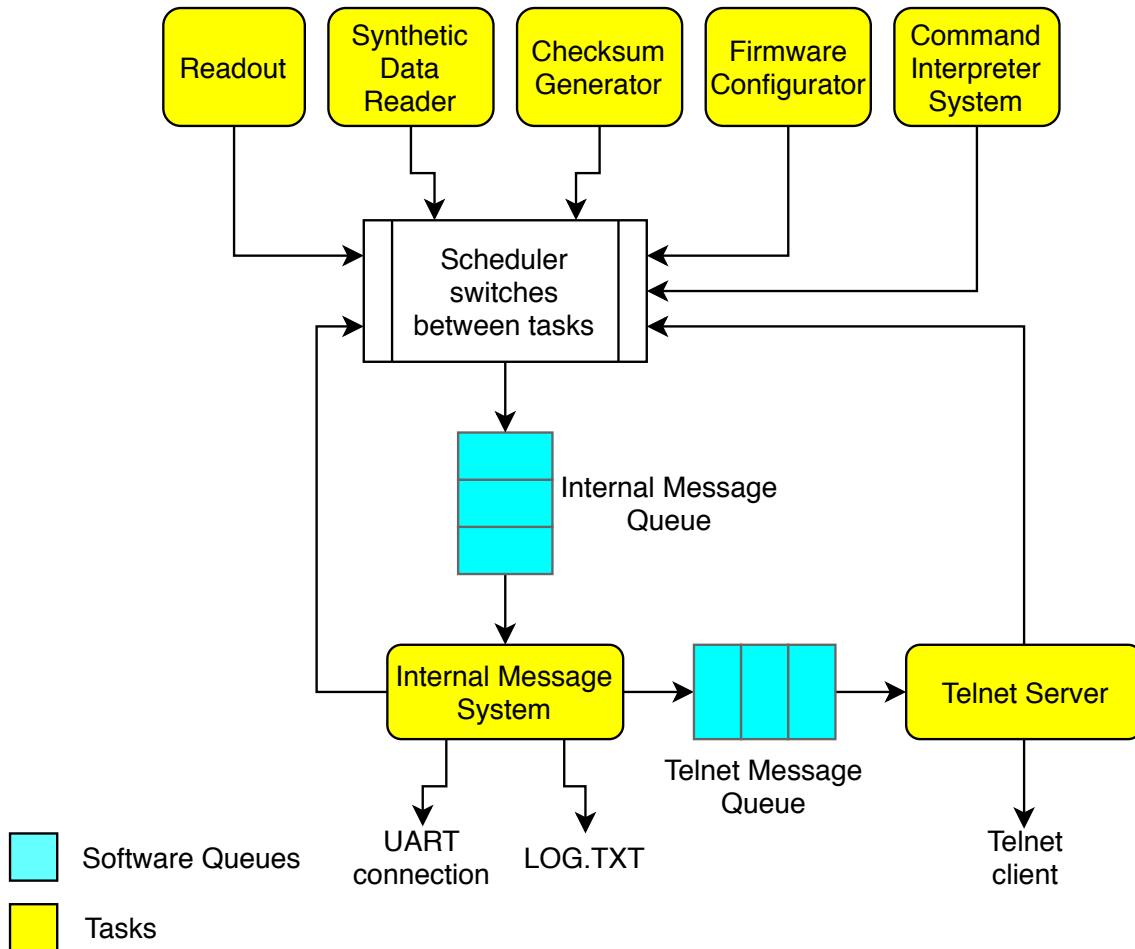 Readout
Synthetic
Data
Reader
Checksum
Generator
Firmware
Configurator
Command
Interpreter
System
Scheduler
switches
between tasks
Internal Message
Queue
Internal Message
System
Telnet Server
Telnet Message
Queue
UART
connection
LOG.TXT
Telnet
client
Software Queues
Tasks